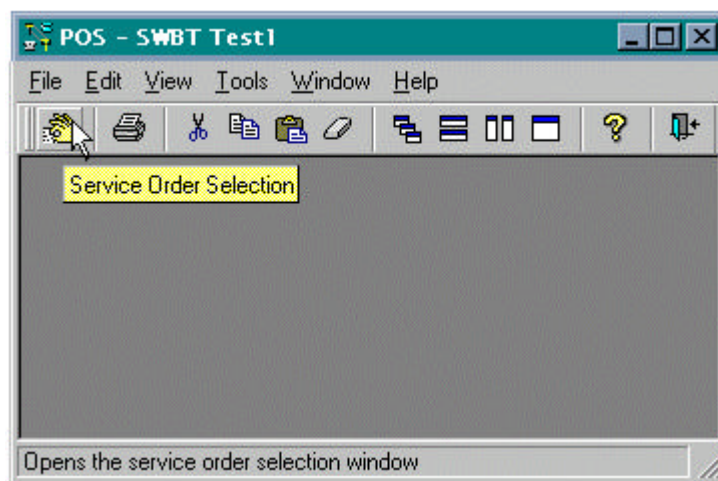 POS - SWBT Test1
File Edit View Tools Window Help
Service Order Selection
Opens the service order selection window